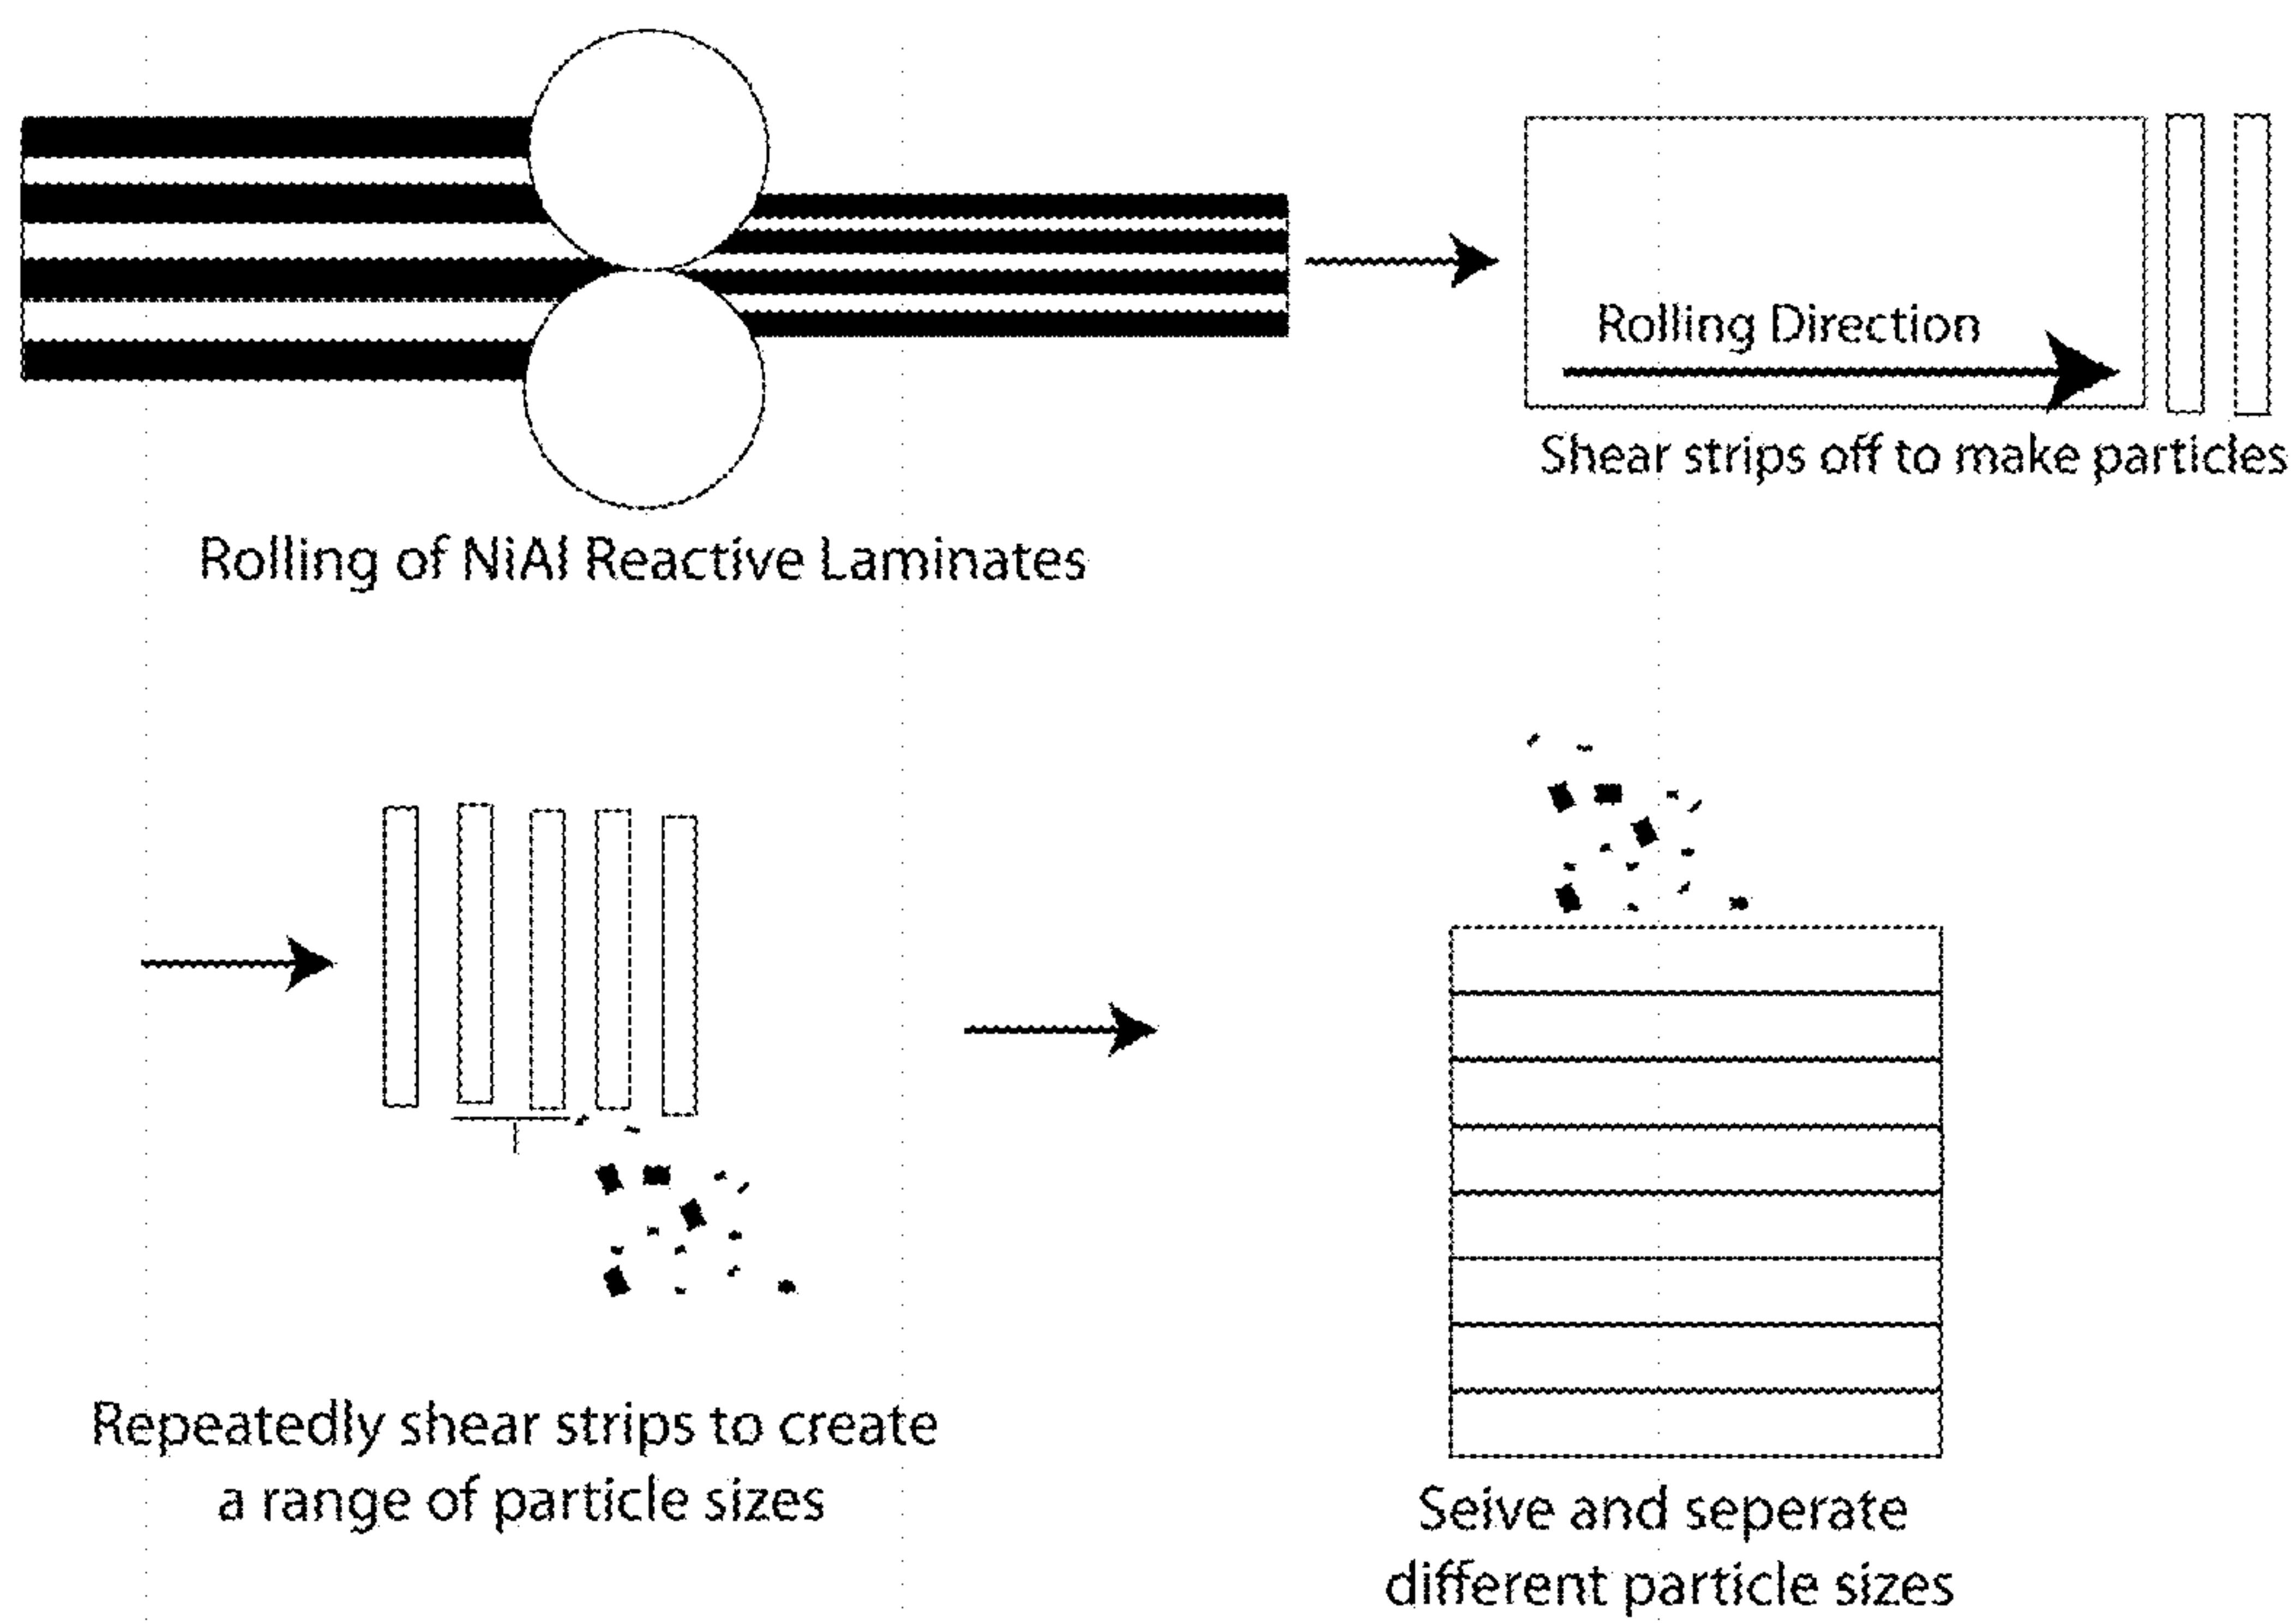 Rolling Direction
Shear strips off to make particles
Rolling of NiAl Reactive Laminates
Repeatedly shear strips to create
a range of particle sizes
Seive and seperate
different particle sizes